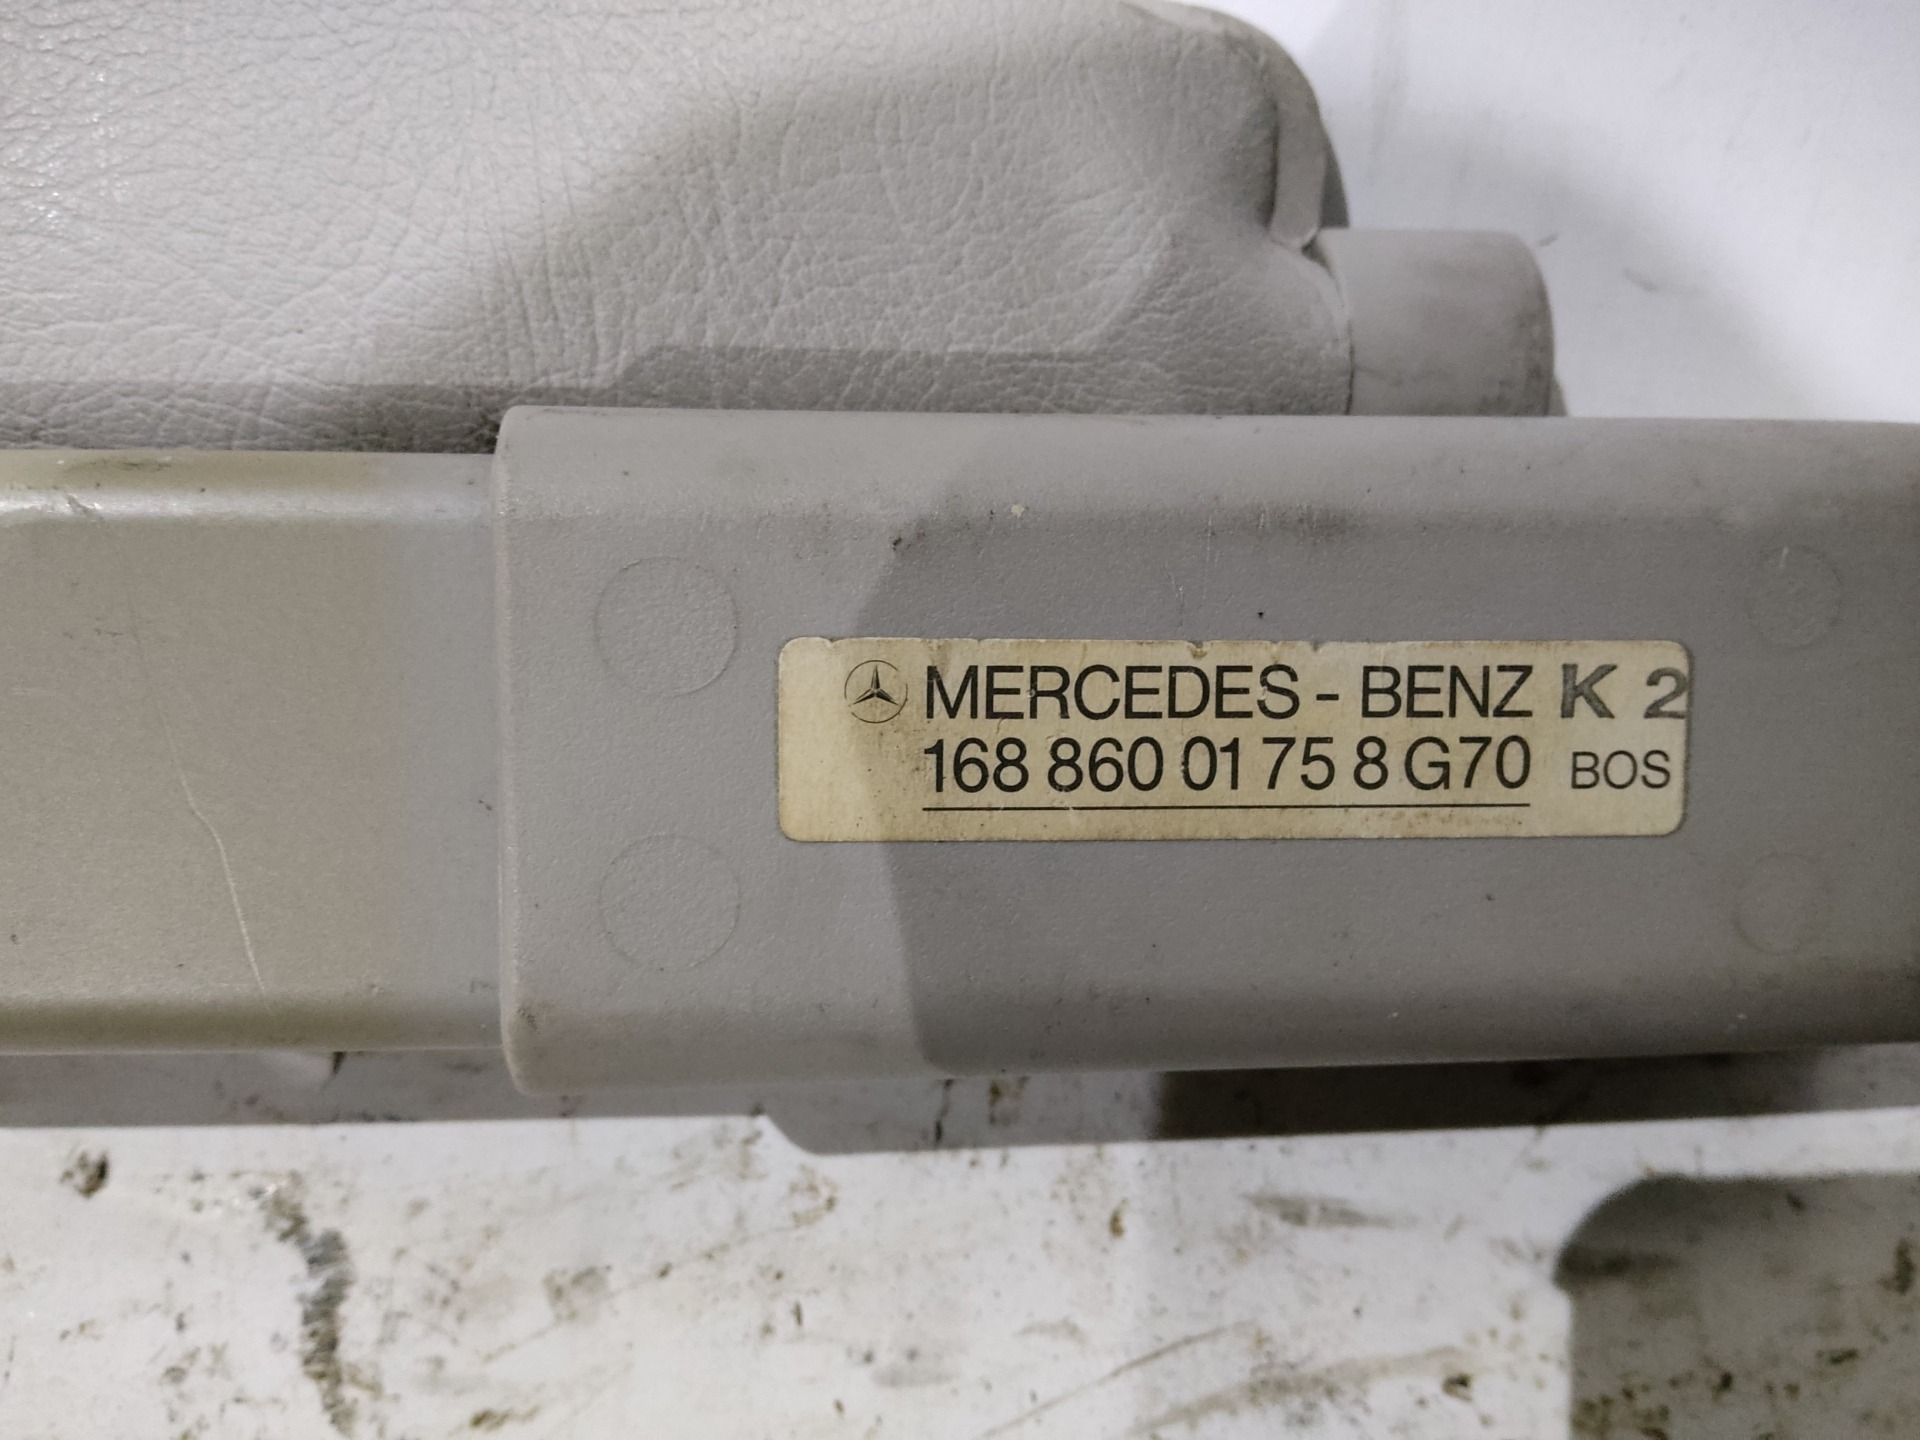 MERCEDES - BENZ K 2
168 860 01 75 8 G70 BOS